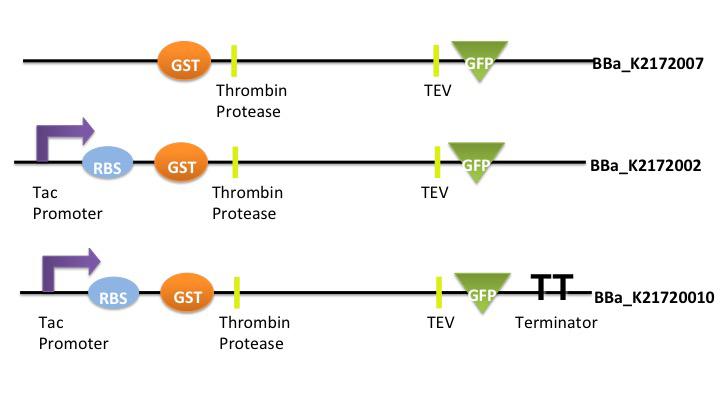 GST
GFP
BBa_K2172007
Thrombin
Protease
TEV
RBS
GST
GFP
BBa_K2172002
Tac
Promoter
Thrombin
Protease
TEV
TT
RBS
GST
GFP
BBa_K21720010
Tac
Promoter
Thrombin
Protease
TEV
Terminator